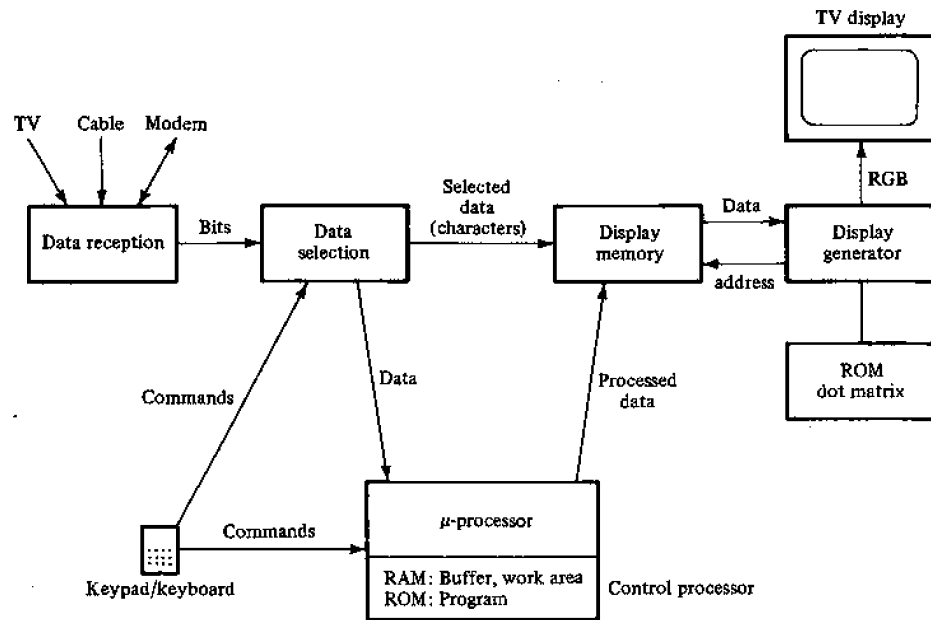 TV display
TV
Cable
Modem
RGB
Data reception
Bits
Data
selection
Selected
data
(characters)
Display
memory
Data
address
Display
generator
ROM
dot matrix
Commands
Data
Processed
data
Commands
μ-processor
RAM: Buffer, work area
ROM: Program
Control processor
Keypad/keyboard